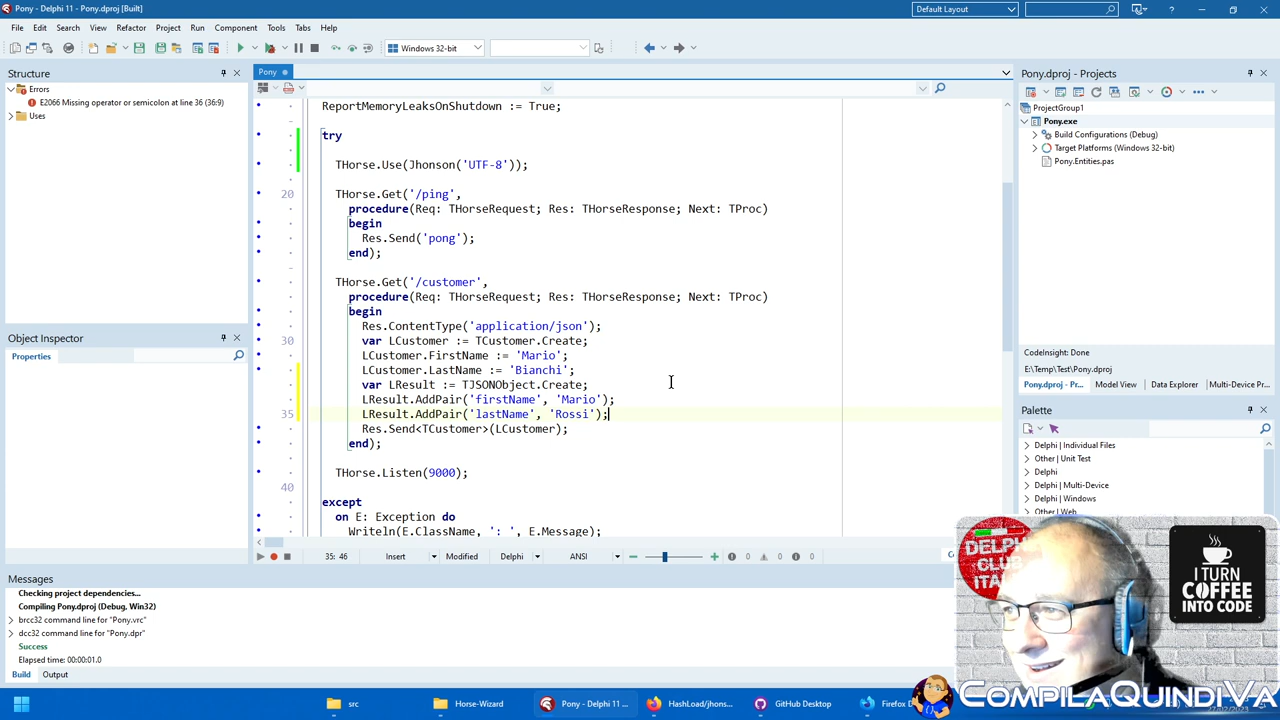 Pony - Delphi 11 - Pony.dproj [Built]
Default Layout
File Edit Search View Refactor Project Run Component Tools Tabs Help
Windows 32-bit
Structure
Errors
E2066 Missing operator or semicolon at line 36 (36:9)
Uses
Object Inspector
Properties
Pony
ReportMemoryLeaksOnShutdown := True;
try
THorse.Use(Jhonson('UTF-8'));
20 THorse.Get('/ping',
procedure(Req: THorseRequest; Res: THorseResponse; Next: TProc)
begin
Res.Send('pong');
end);
THorse.Get('/customer',
procedure(Req: THorseRequest; Res: THorseResponse; Next: TProc)
begin
Res.ContentType('application/json');
30 var LCustomer := TCustomer.Create;
LCustomer.FirstName := 'Mario';
LCustomer.LastName := 'Bianchi';
var LResult := TJSONObject.Create;
LResult.AddPair('firstName', 'Mario');
35 LResult.AddPair('lastName', 'Rossi');
Res.Send<TCustomer>(LCustomer);
end);
THorse.Listen(9000);
40
except
on E: Exception do
Writeln(E.ClassName, ': ', E.Message);
35: 46 Insert Modified Delphi ANSI 0 0 0
Pony.dproj - Projects
ProjectGroup1
Pony.exe
Build Configurations (Debug)
Target Platforms (Windows 32-bit)
Pony.Entities.pas
CodeInsight: Done
E:\Temp\Test\Pony.dproj
Pony.dproj - Pr... Model View Data Explorer Multi-Device Pr...
Palette
Delphi | Individual Files
Other | Unit Test
Delphi
Delphi | Multi-Device
Delphi | Windows
Other | Web
Messages
Checking project dependencies...
Compiling Pony.dproj (Debug, Win32)
brcc32 command line for "Pony.vrc"
dcc32 command line for "Pony.dpr"
Success
Elapsed time: 00:00:01.0
Build Output
I TURN
COFFEE
INTO CODE
COMPILAQUINDIVA
src Horse-Wizard Pony - Delphi 11 ... HashLoad/jhons... GitHub Desktop